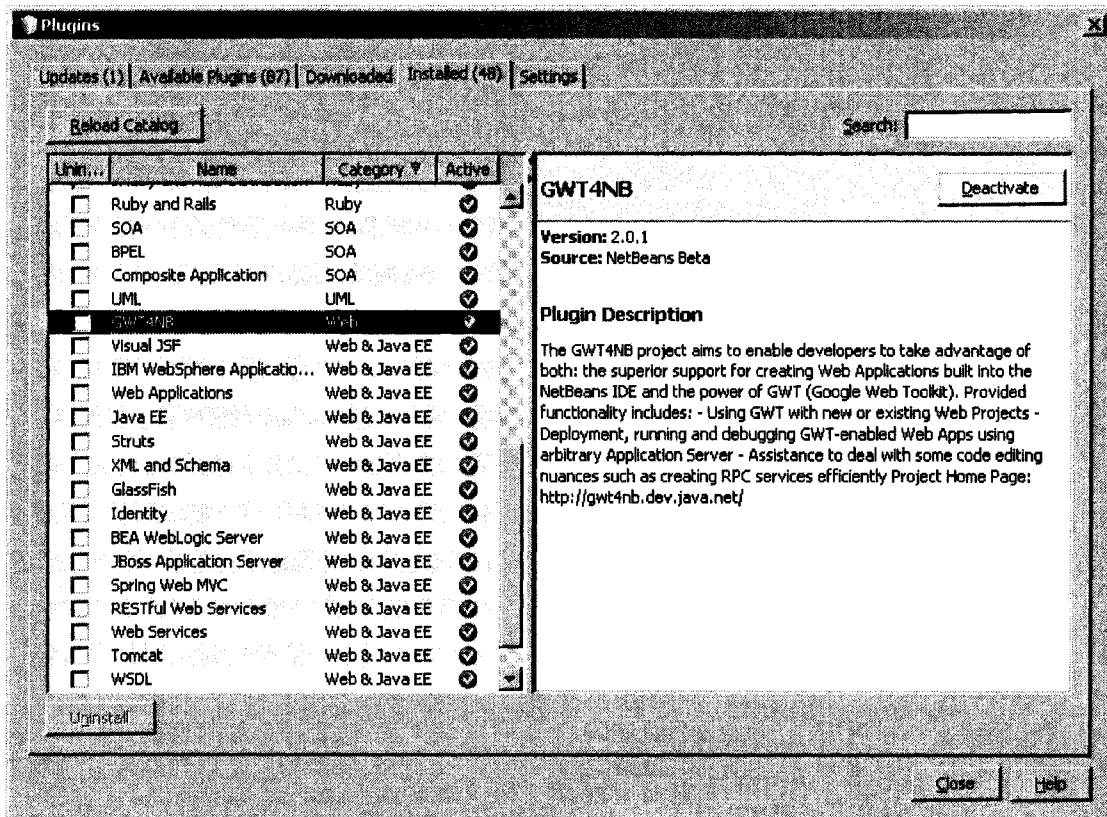 Plugins
Updates (1) Available Plugins (87) Downloaded Installed (48) Settings
Reload Catalog Search:
Unin... Name Category Active
Ruby and Rails Ruby
SOA SOA
BPEL SOA
Composite Application SOA
UML UML
GWT4NB Web
Visual JSF Web & Java EE
IBM WebSphere Applicatio... Web & Java EE
Web Applications Web & Java EE
Java EE Web & Java EE
Struts Web & Java EE
XML and Schema Web & Java EE
GlassFish Web & Java EE
Identity Web & Java EE
BEA WebLogic Server Web & Java EE
JBoss Application Server Web & Java EE
Spring Web MVC Web & Java EE
RESTful Web Services Web & Java EE
Web Services Web & Java EE
Tomcat Web & Java EE
WSDL Web & Java EE
Uninstall
GWT4NB Deactivate
Version: 2.0.1
Source: NetBeans Beta
Plugin Description
The GWT4NB project aims to enable developers to take advantage of
both: the superior support for creating Web Applications built into the
NetBeans IDE and the power of GWT (Google Web Toolkit). Provided
functionality includes: - Using GWT with new or existing Web Projects -
Deployment, running and debugging GWT-enabled Web Apps using
arbitrary Application Server - Assistance to deal with some code editing
nuances such as creating RPC services efficiently Project Home Page:
http://gwt4nb.dev.java.net/
Close Help